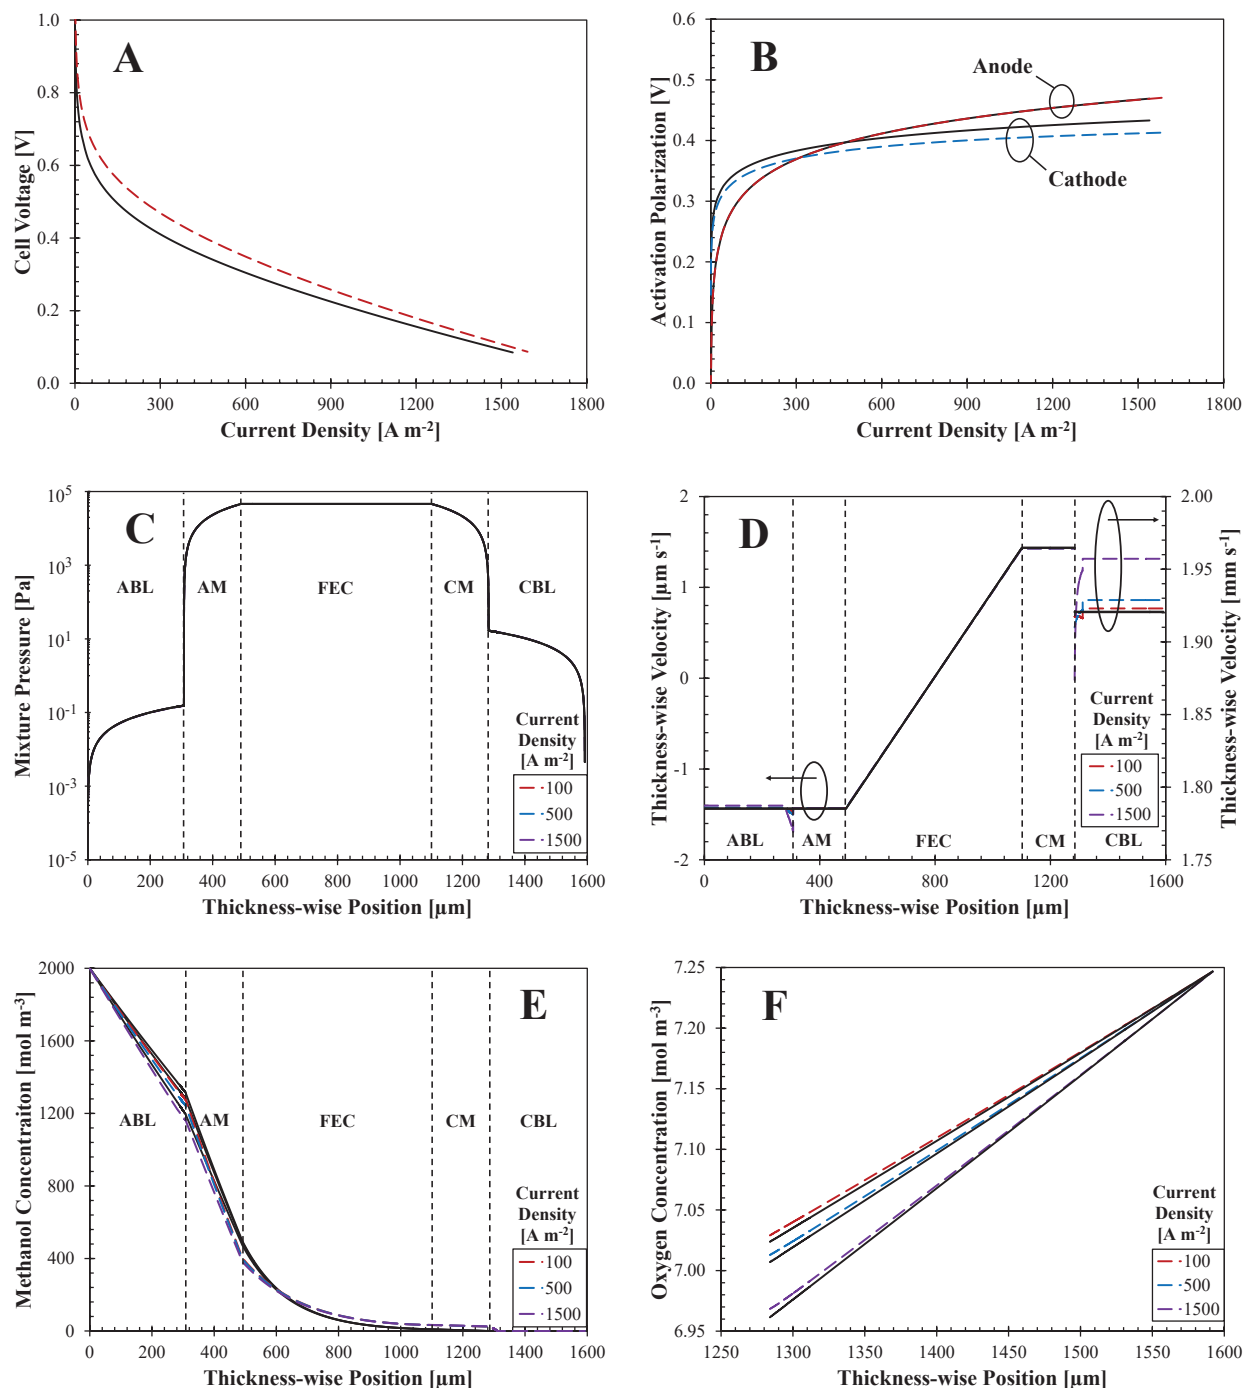 A
1.0
0.8
0.6
0.4
0.2
0.0
Cell Voltage [V]
0
300
600
900
1200
1500
1800
Current Density [A m-2]
B
0.6
0.5
0.4
0.3
0.2
0.1
0.0
Activation Polarization [V]
Anode
Cathode
0
300
600
900
1200
1500
1800
Current Density [A m-2]
C
10^5
10^3
10^1
10^-1
10^-3
10^-5
Mixture Pressure [Pa]
ABL
AM
FEC
CM
CBL
Current
Density
[A m-2]
100
500
1500
0
200
400
600
800
1000
1200
1400
1600
Thickness-wise Position [µm]
D
2
1
0
-1
-2
Thickness-wise Velocity [µm s-1]
2.00
1.95
1.90
1.85
1.80
1.75
Thickness-wise Velocity [mm s-1]
Current
Density
[A m-2]
100
500
1500
ABL
AM
FEC
CM
CBL
0
400
800
1200
1600
Thickness-wise Position [µm]
E
2000
1600
1200
800
400
0
Methanol Concentraiton [mol m-3]
ABL
AM
FEC
CM
CBL
Current
Density
[A m-2]
100
500
1500
0
200
400
600
800
1000
1200
1400
1600
Thickness-wise Position [µm]
F
7.25
7.20
7.15
7.10
7.05
7.00
6.95
Oxygen Concentration [mol m-3]
Current
Density
[A m-2]
100
500
1500
1250
1300
1350
1400
1450
1500
1550
1600
Thickness-wise Position [µm]